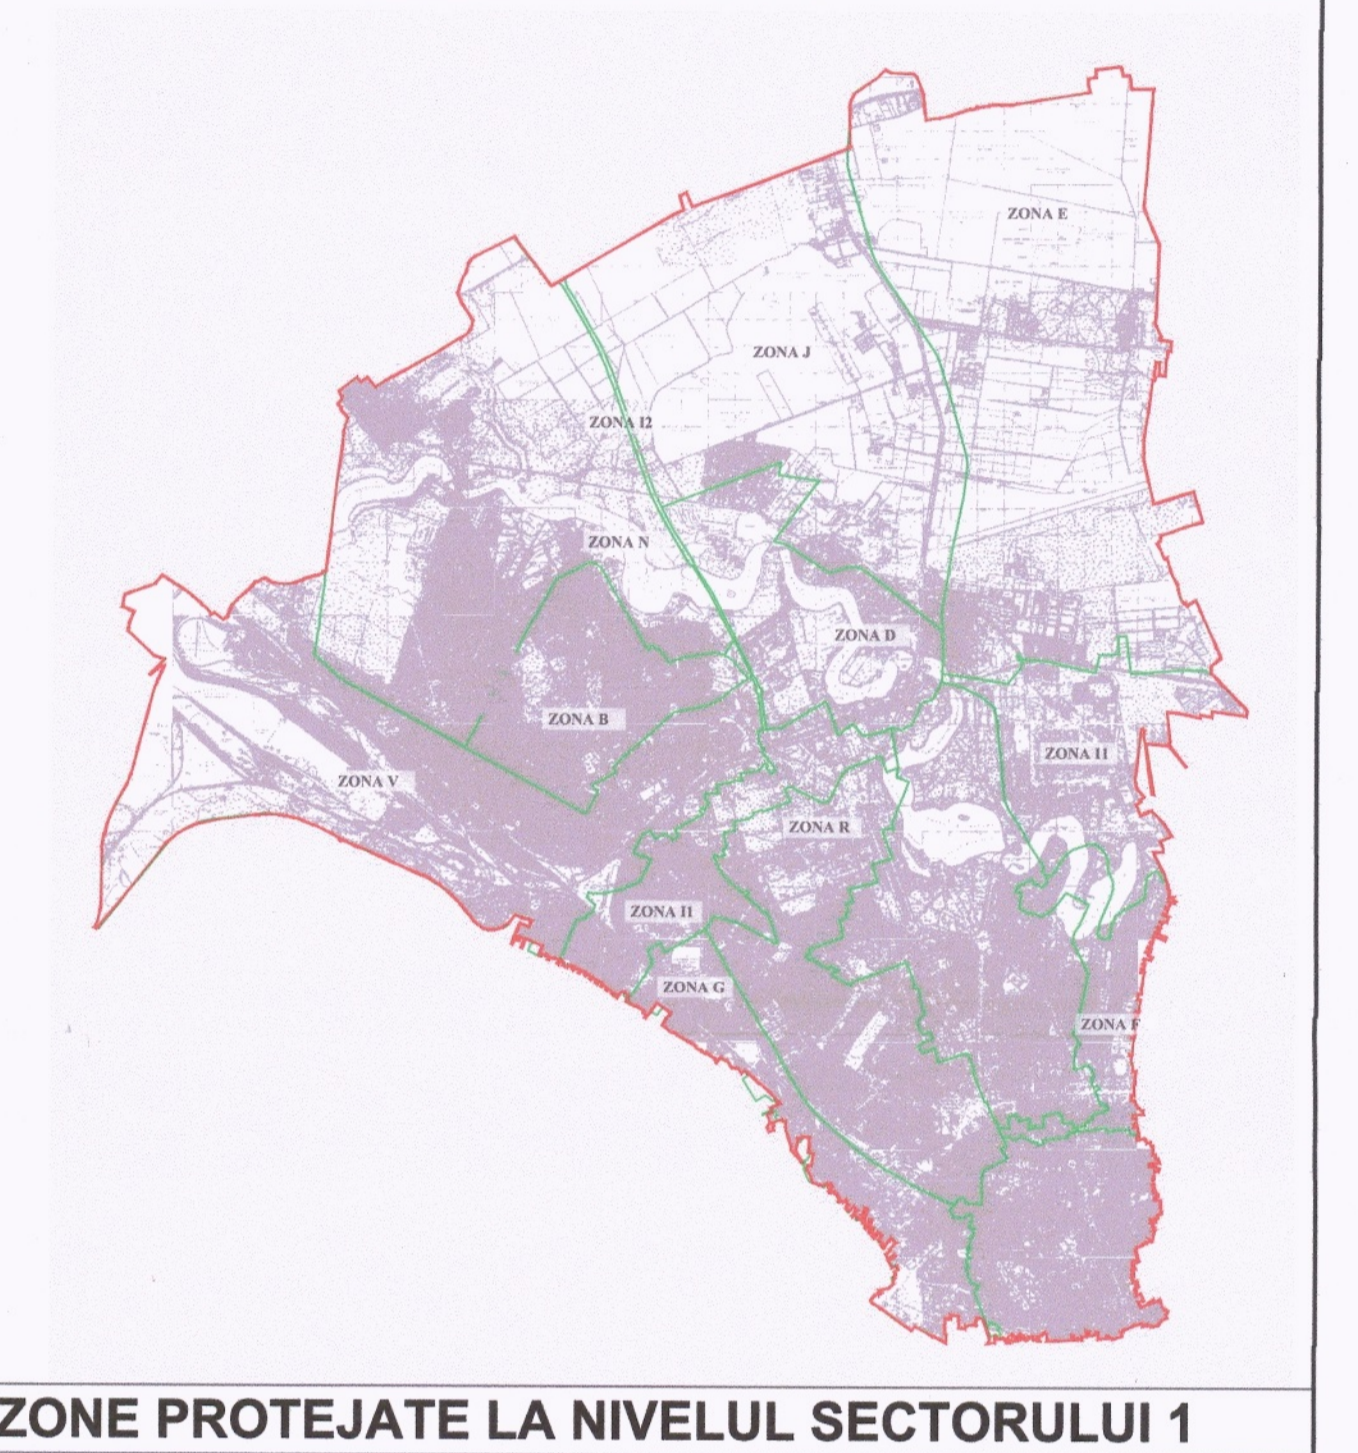 ZONA E
ZONA J
ZONA I2
ZONA N
ZONA D
ZONA B
ZONA I1
ZONA V
ZONA R
ZONA I1
ZONA G
ZONA F
ZONE PROTEJATE LA NIVELUL SECTORULUI 1